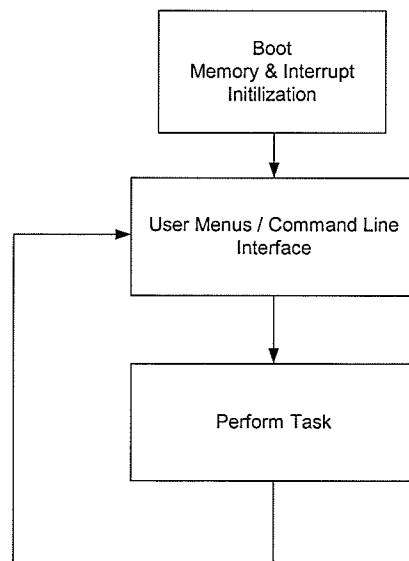 Boot
Memory & Interrupt
Initilization
User Menus / Command Line
Interface
Perform Task